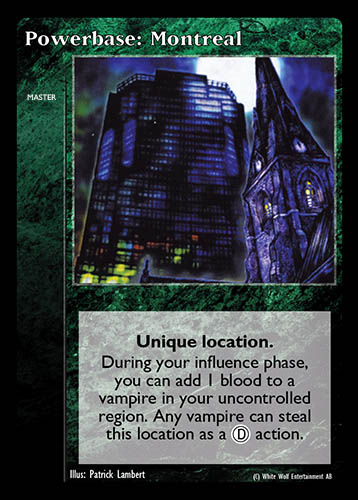 Powerbase: Montreal
MASTER
Unique location.
During your influence phase,
you can add 1 blood to a
vampire in your uncontrolled
region. Any vampire can steal
this location as a Ⓓ action.
Illus: Patrick Lambert
(C) White Wolf Entertainment AB